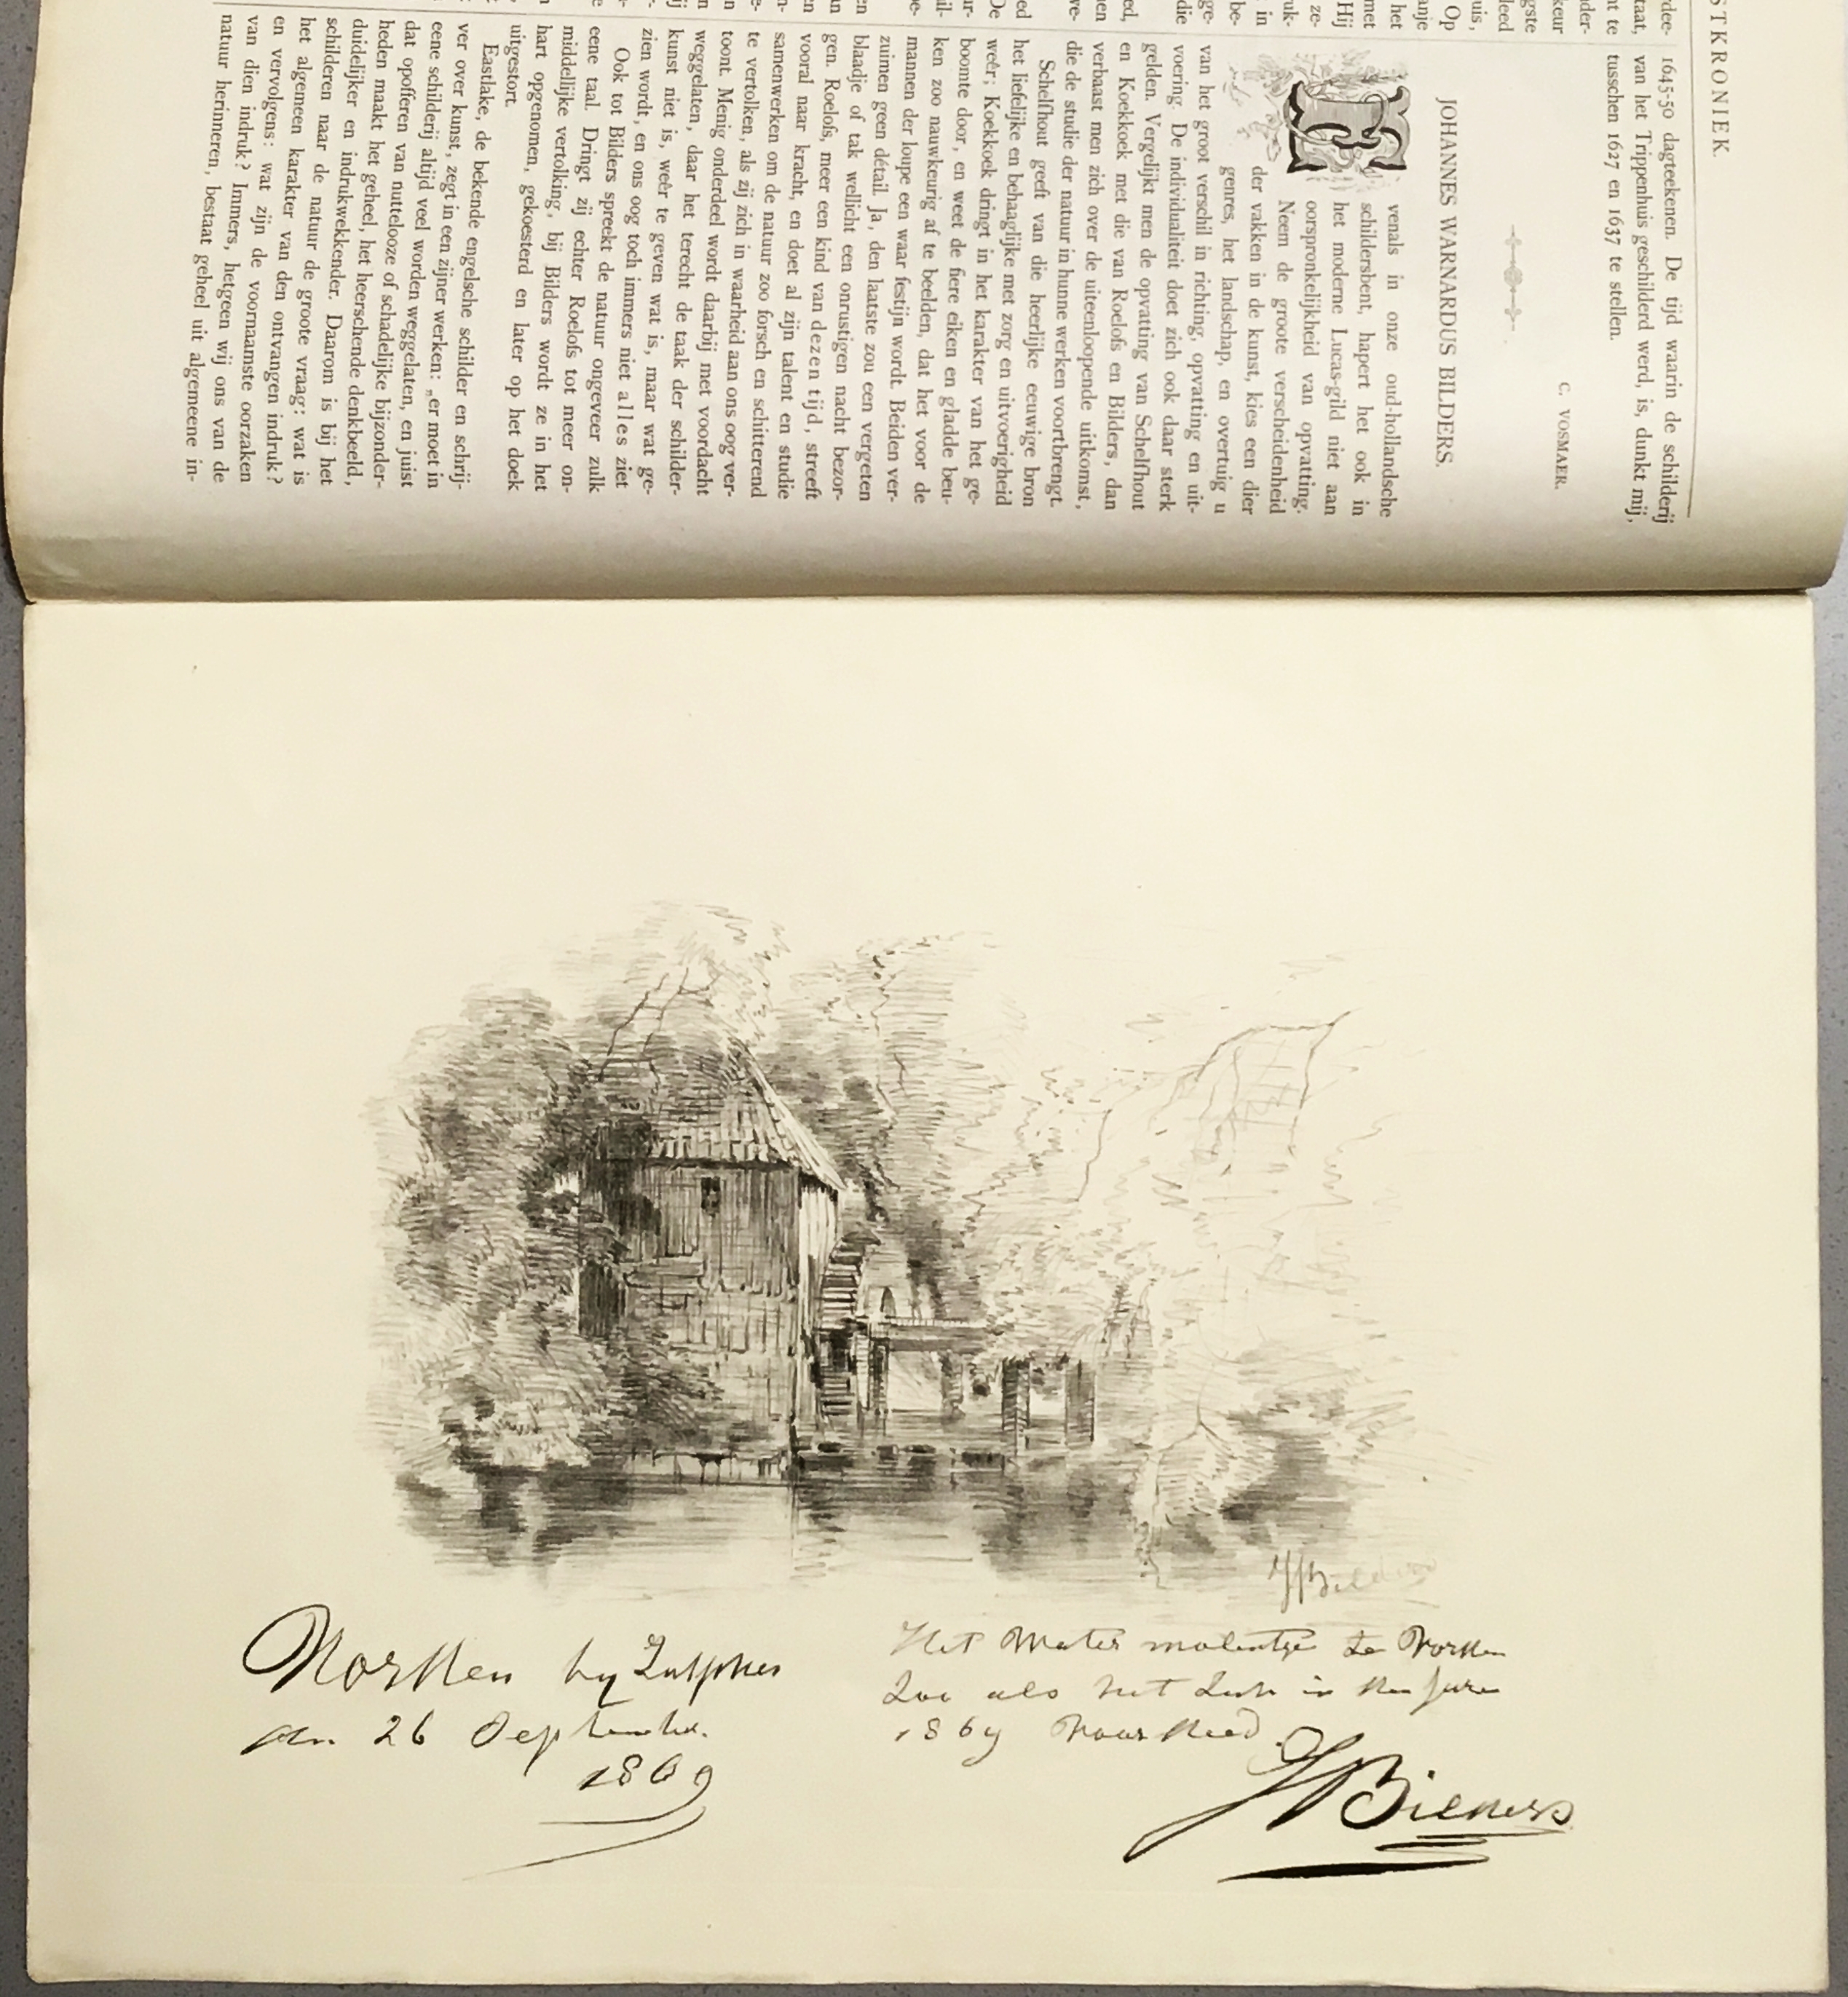 STKRONIEK.
1645-50 dagteekenen. De tijd waarin de schilderij
van het Trippenhuis geschilderd werd, is, dunkt mij,
tusschen 1627 en 1637 te stellen.
C. VOSMAER.
JOHANNES WARNARDUS BILDERS.
venals in onze oud-hollandsche
schildersbent, hapert het ook in
het moderne Lucas-gild niet aan
oorspronkelijkheid van opvatting.
Neem de groote verscheidenheid
der vakken in de kunst, kies een dier
genres, het landschap, en overtuig u
van het groot verschil in richting, opvatting en uit-
voering. De individualiteit doet zich ook daar sterk
gelden. Vergelijkt men de opvatting van Schelfhout
en Koekkoek met die van Roelofs en Bilders, dan
verbaast men zich over de uiteenloopende uitkomst,
die de studie der natuur in hunne werken voortbrengt.
Schelfhout geeft van die heerlijke eeuwige bron
het liefelijke en behaaglijke met zorg en uitvoerigheid
weêr; Koekkoek dringt in het karakter van het ge-
boomte door, en weet de fiere eiken en gladde beu-
ken zoo nauwkeurig af te beelden, dat het voor de
mannen der loupe een waar festijn wordt. Beiden ver-
zuimen geen détail. Ja, den laatste zou een vergeten
blaadje of tak wellicht een onrustigen nacht bezor-
gen. Roelofs, meer een kind van dezen tijd, streeft
vooral naar kracht, en doet al zijn talent en studie
samenwerken om de natuur zoo forsch en schitterend
te vertolken, als zij zich in waarheid aan ons oog ver-
toont. Menig onderdeel wordt daarbij met voordacht
weggelaten, daar het terecht de taak der schilder-
kunst niet is, weêr te geven wat is, maar wat ge-
zien wordt, en ons oog toch immers niet alles ziet
Ook tot Bilders spreekt de natuur ongeveer zulk
eene taal. Dringt zij echter Roelofs tot meer on-
middellijke vertolking, bij Bilders wordt ze in het
hart opgenomen, gekoesterd en later op het doek
uitgestort.
Eastlake, de bekende engelsche schilder en schrij-
ver over kunst, zegt in een zijner werken: „er moet in
eene schilderij altijd veel worden weggelaten, en juist
dat opofferen van nuttelooze of schadelijke bijzonder-
heden maakt het geheel, het heerschende denkbeeld,
duidelijker en indrukwekkender. Daarom is bij het
schilderen naar de natuur de groote vraag: wat is
het algemeen karakter van den ontvangen indruk?
en vervolgens: wat zijn de voornaamste oorzaken
van dien indruk? Immers, hetgeen wij ons van de
natuur herinneren, bestaat geheel uit algemeene in-
JWBilders
Vorden by Zutphen
den 26 September.
1869
Het Water molentje te Vorden
Zoo als het Zich in den Jare
1869 Voordeed.
JWBilders